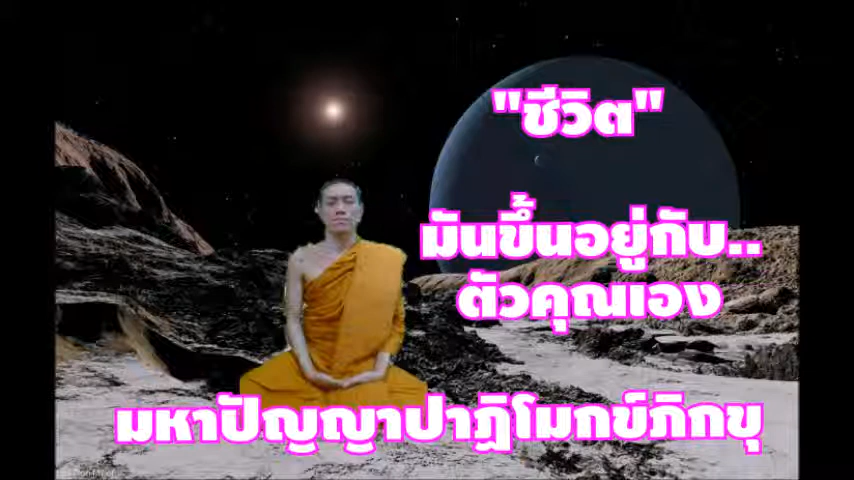 "ชีวิต"
มันขึ้นอยู่กับ..
ตัวคุณเอง
มหาปัญญาปาฏิโมกข์ภิกขุ